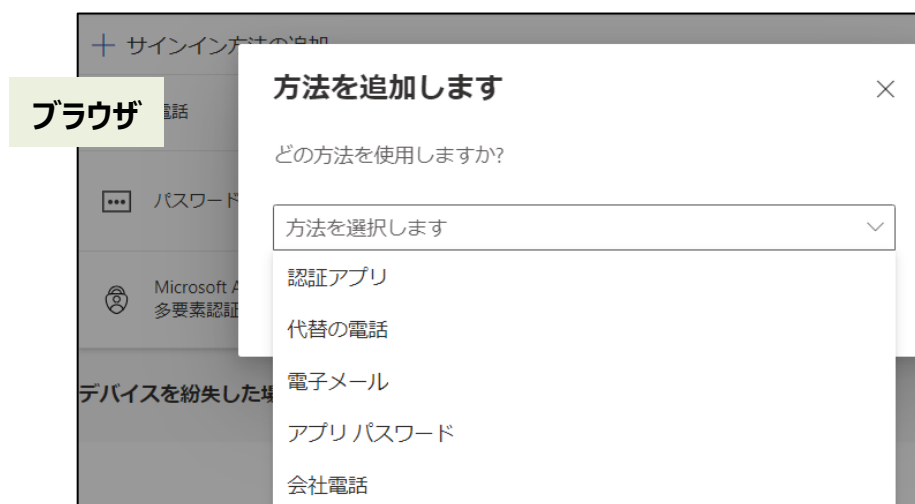 サインイン方法の追加
方法を追加します
ブラウザ
電話
どの方法を使用しますか?
パスワード
方法を選択します
認証アプリ
Microsoft A
多要素認証
代替の電話
電子メール
デバイスを紛失した場
アプリ パスワード
会社電話